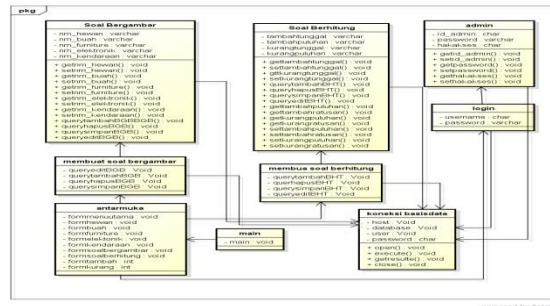 pkg
Soal Bergambar
- nm_hewan : varchar
- nm_buah : varchar
- nm_furniture : varchar
- nm_elektronik : varchar
- nm_kendaraan : varchar
+ getnm_hewan() : Void
+ setnm_hewan() : Void
+ getnm_buah() : Void
+ setnm_buah() : Void
+ getnm_furniture() : Void
+ setnm_furniture() : Void
+ getnm_elektronik() : Void
+ setnm_elektronik() : Void
+ getnm_kendaraan() : Void
+ setnm_kendaraan() : Void
+ querytambahBGBGB() : Void
+ queryhapusBGB() : Void
+ querysimpanBGB() : Void
+ queryeditBGB() : Void
Soal Berhitung
- tambahtunggal : varchar
- tambahpuluhan : varchar
- kurangtunggal : varchar
- kurangpuluhan : varchar
+ gettambahtunggal() : Void
+ settambahtunggal() : Void
+ gttkurangtunggal() : Void
+ setkurangtunggal() : Void
+ querytambahBHT() : Void
+ queryhapusBHT() : Void
+ querysimpanBHT() : Void
+ queryeditBHT() : Void
+ gettambahpuluhan() : Void
+ gettambahratusan() : Void
+ getkurangpuluhan() : Void
+ getkurangratusan() : Void
+ settambahpuluhan() : Void
+ settambahratusan() : Void
+ setkurangpuluhan() : Void
+ setkurangratusan() : Void
admin
- id_admin : char
- password : varchar
- hakakses : char
+ getid_admin() : Void
+ setid_admin() : Void
+ getpassword() : Void
+ setpassword() : Void
+ gethakakses() : Void
+ sethakakses() : Void
login
- username : char
- password : varchar
membuat soal bergambar
- queryeditBGB : Void
- querytambahBGB : Void
- queryhapusBGB : Void
- querysimpanBGB : Void
membua soal berhitung
- querytambahBHT : Void
- querhapusBHT : Void
- querysimpanBHT : Void
- queryeditBHT : Void
antarmuka
- formmenuutama : void
- formhewan : void
- formbuah : void
- formfurniture : void
- formelektonik : void
- formkendaraan : void
- formsoalbergambar : void
- formsoalberhitung : void
- formtambah : int
- formkurang : int
main
- main : void
koneksi basisdata
- host : Void
- database : Void
- user : Void
- password : char
+ open() : Void
+ execute() : Void
+ getresulte() : Void
+ close() : Void